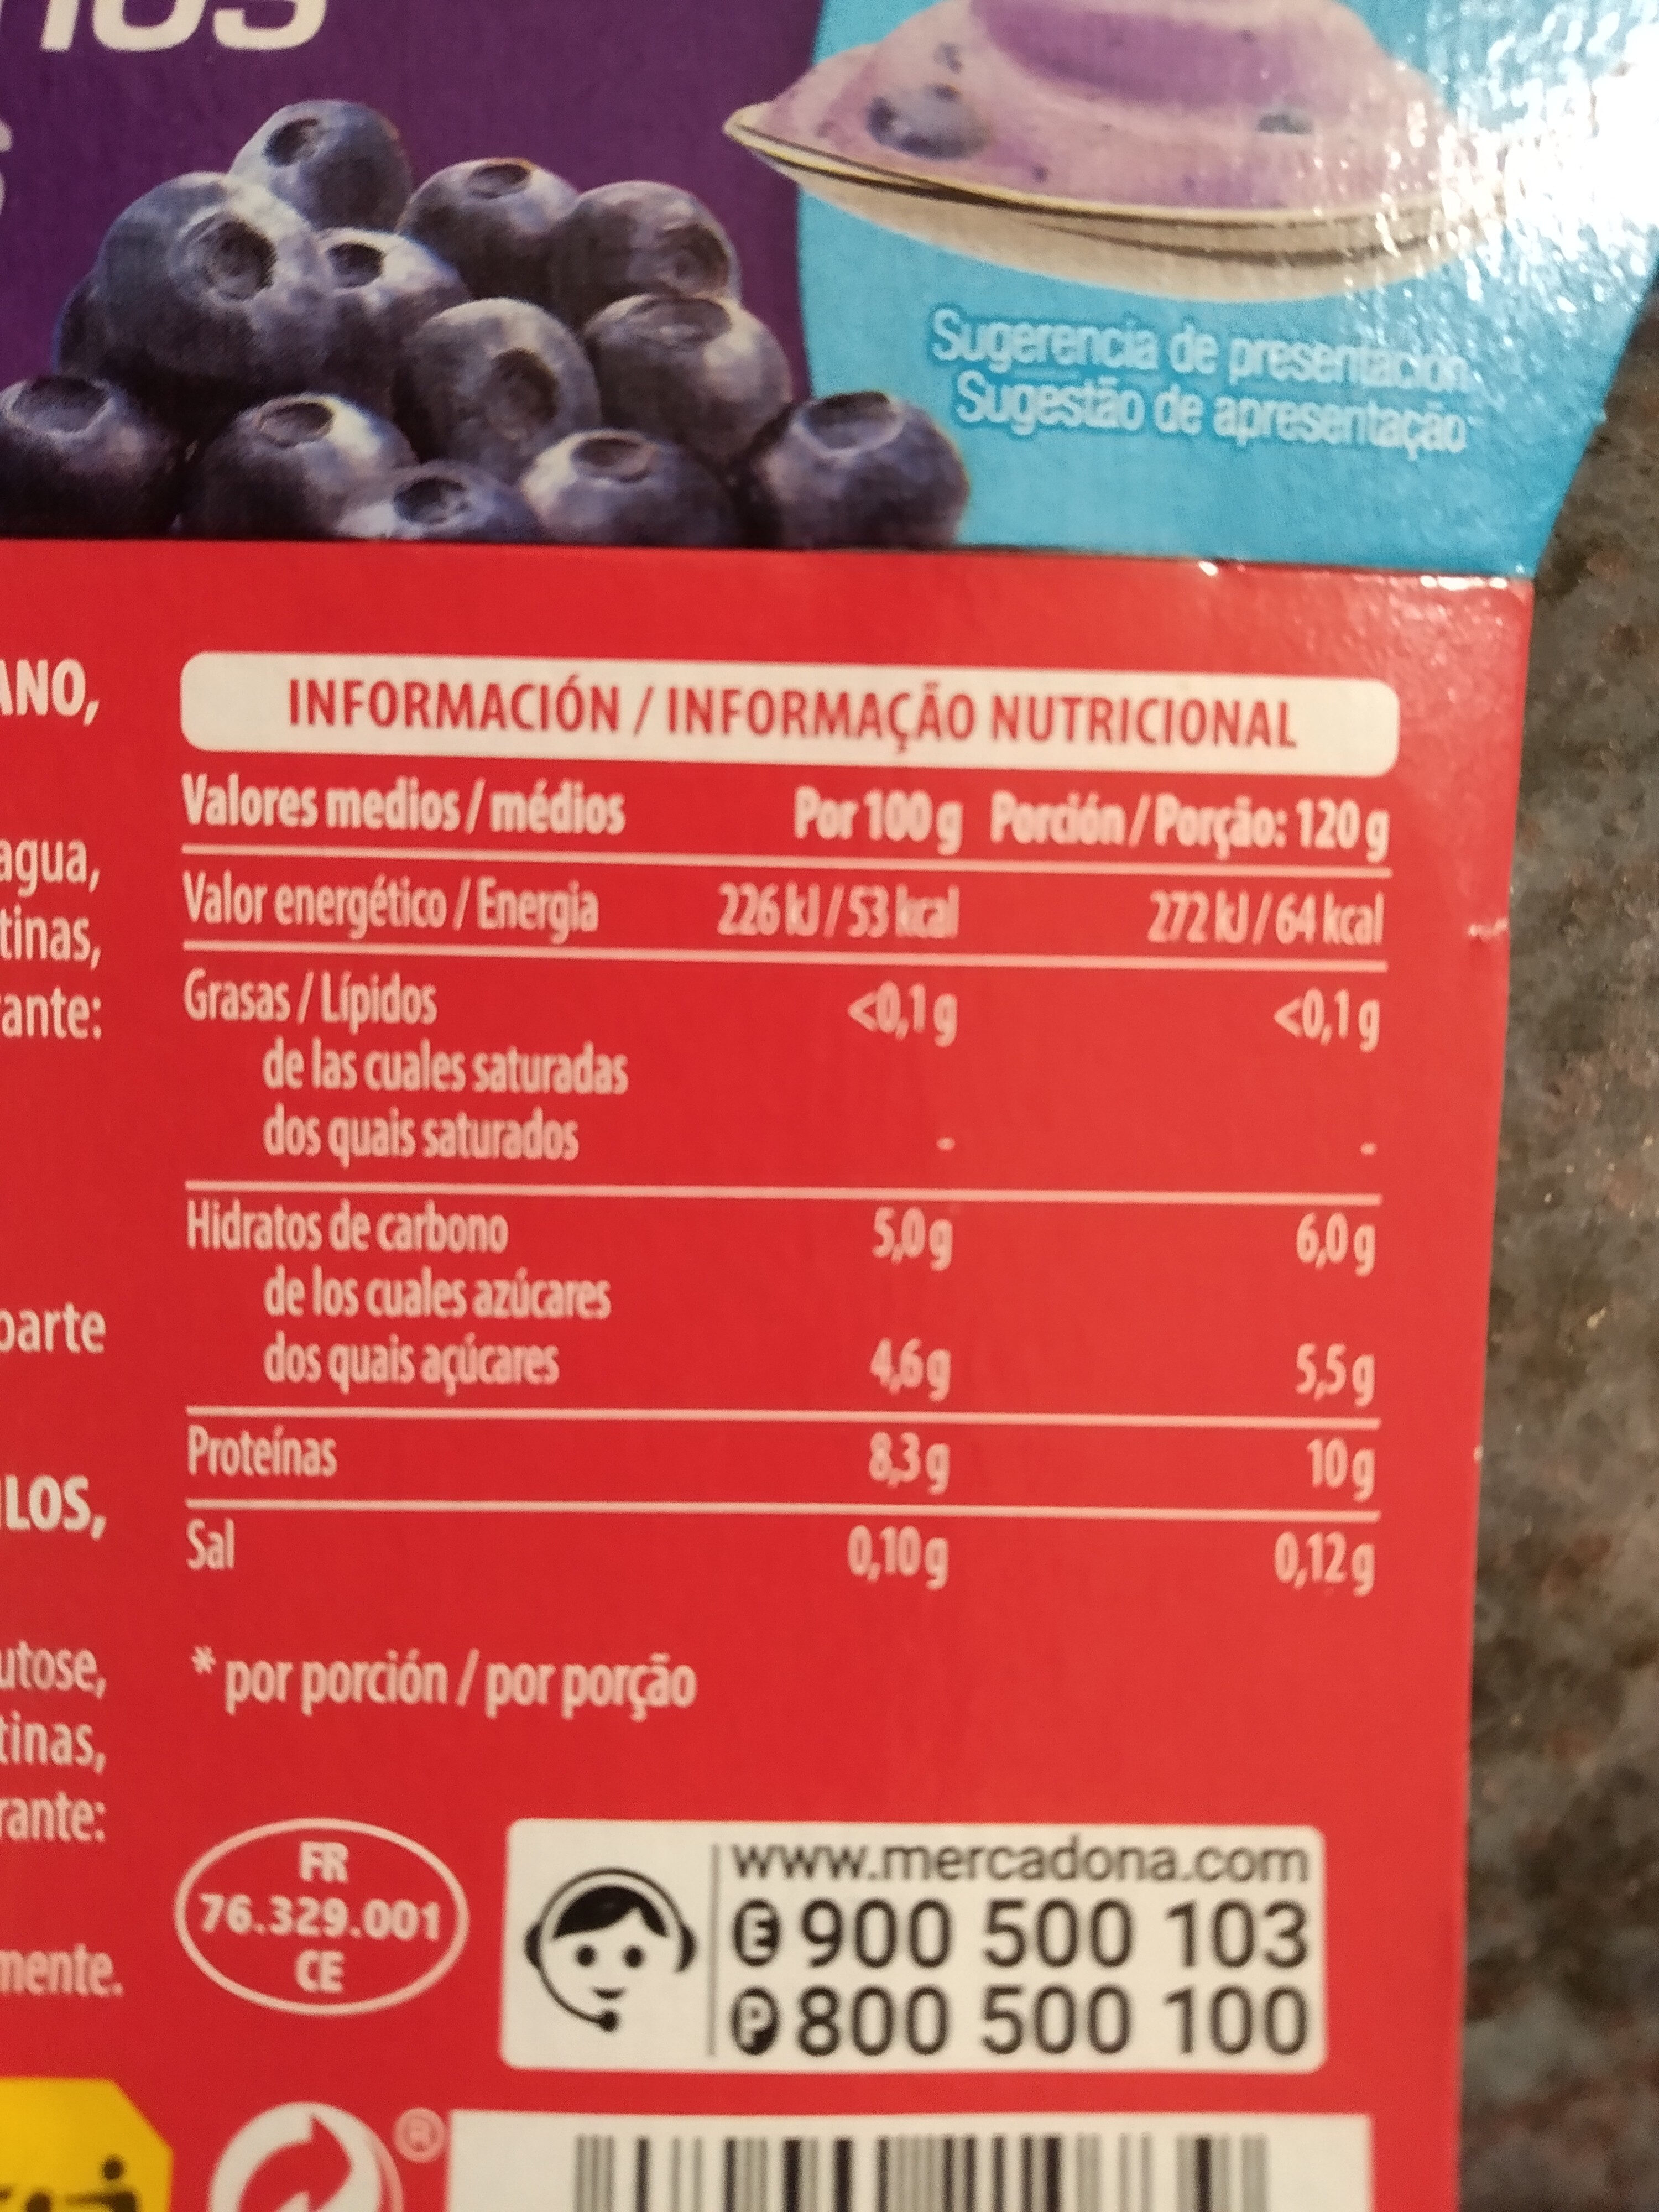 Sugerencia de presentación
Sugestão de apresentação
ANO,
agua,
tinas,
rante:
parte
LOS,
utose,
tinas,
rante:
mente.
INFORMACIÓN / INFORMAÇÃO NUTRICIONAL
Valores medios / médios Por 100 g Porción / Porção: 120 g
Valor energético / Energia 226 kJ / 53 kcal 272 kJ / 64 kcal
Grasas / Lípidos <0,1 g <0,1 g
de las cuales saturadas
dos quais saturados - -
Hidratos de carbono 5,0 g 6,0 g
de los cuales azúcares
dos quais açúcares 4,6 g 5,5 g
Proteínas 8,3 g 10 g
Sal 0,10 g 0,12 g
* por porción / por porção
FR
76.329.001
CE
www.mercadona.com
E 900 500 103
P 800 500 100
®